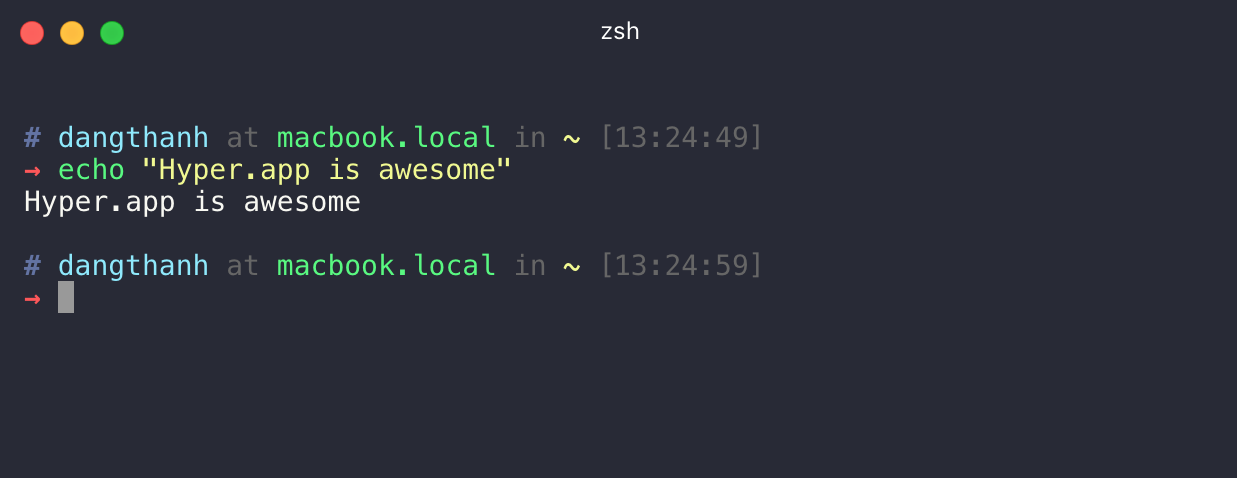 zsh
# dangthanh at macbook.local in ~ [13:24:49]
→ echo "Hyper.app is awesome"
Hyper.app is awesome
# dangthanh at macbook.local in ~ [13:24:59]
→